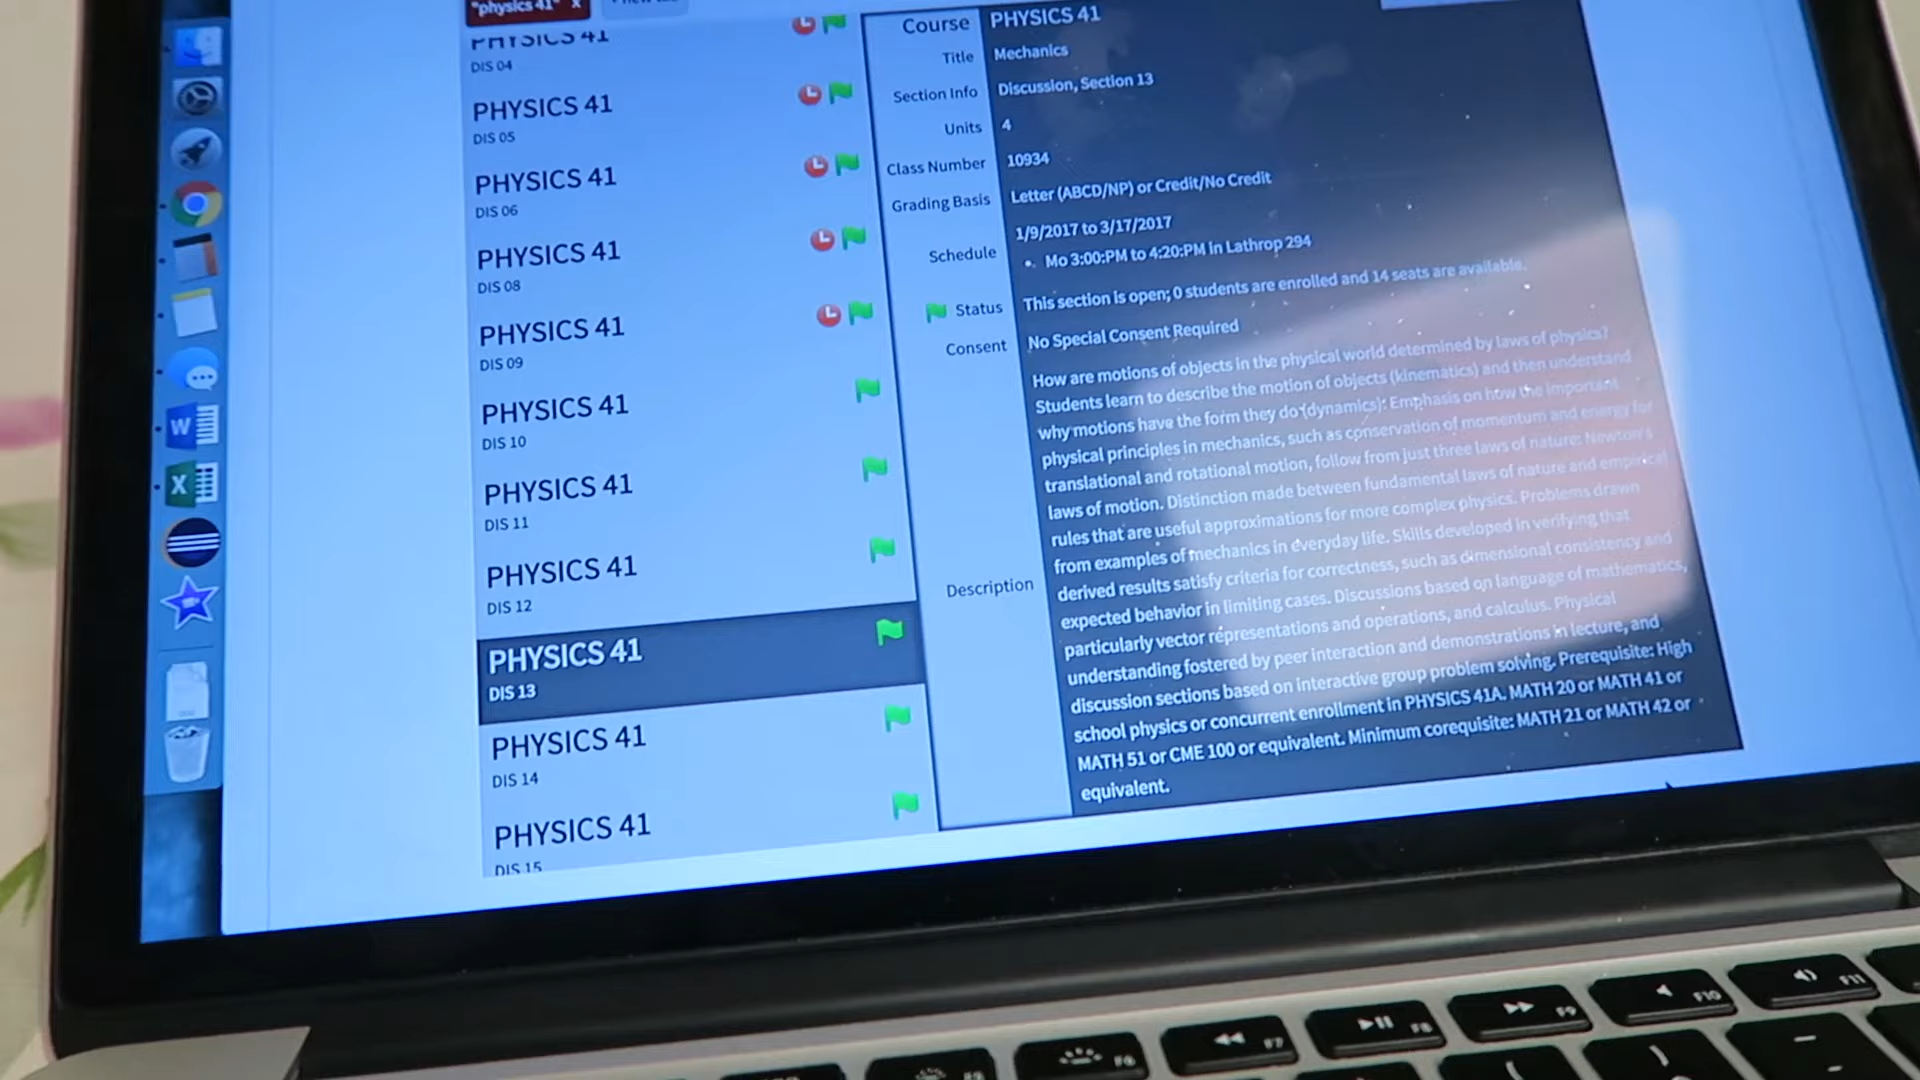 "physics 41" x
PHYSICS 41
DIS 04
PHYSICS 41
DIS 05
PHYSICS 41
DIS 06
PHYSICS 41
DIS 08
PHYSICS 41
DIS 09
PHYSICS 41
DIS 10
PHYSICS 41
DIS 11
PHYSICS 41
DIS 12
PHYSICS 41
DIS 13
PHYSICS 41
DIS 14
PHYSICS 41
DIS 15
Course PHYSICS 41
Title Mechanics
Section Info Discussion, Section 13
Units 4
Class Number 10934
Grading Basis Letter (ABCD/NP) or Credit/No Credit
Schedule 1/9/2017 to 3/17/2017
• Mo 3:00:PM to 4:20:PM in Lathrop 294
Status This section is open; 0 students are enrolled and 14 seats are available.
Consent No Special Consent Required
Description
How are motions of objects in the physical world determined by laws of physics?
Students learn to describe the motion of objects (kinematics) and then understand
why motions have the form they do (dynamics). Emphasis on how the important
physical principles in mechanics, such as conservation of momentum and energy for
translational and rotational motion, follow from just three laws of nature: Newton's
laws of motion. Distinction made between fundamental laws of nature and empirical
rules that are useful approximations for more complex physics. Problems drawn
from examples of mechanics in everyday life. Skills developed in verifying that
derived results satisfy criteria for correctness, such as dimensional consistency and
expected behavior in limiting cases. Discussions based on language of mathematics,
particularly vector representations and operations, and calculus. Physical
understanding fostered by peer interaction and demonstrations in lecture, and
discussion sections based on interactive group problem solving. Prerequisite: High
school physics or concurrent enrollment in PHYSICS 41A. MATH 20 or MATH 41 or
MATH 51 or CME 100 or equivalent. Minimum corequisite: MATH 21 or MATH 42 or
equivalent.
W
X
F6
F7
F8
F9
F10
F11